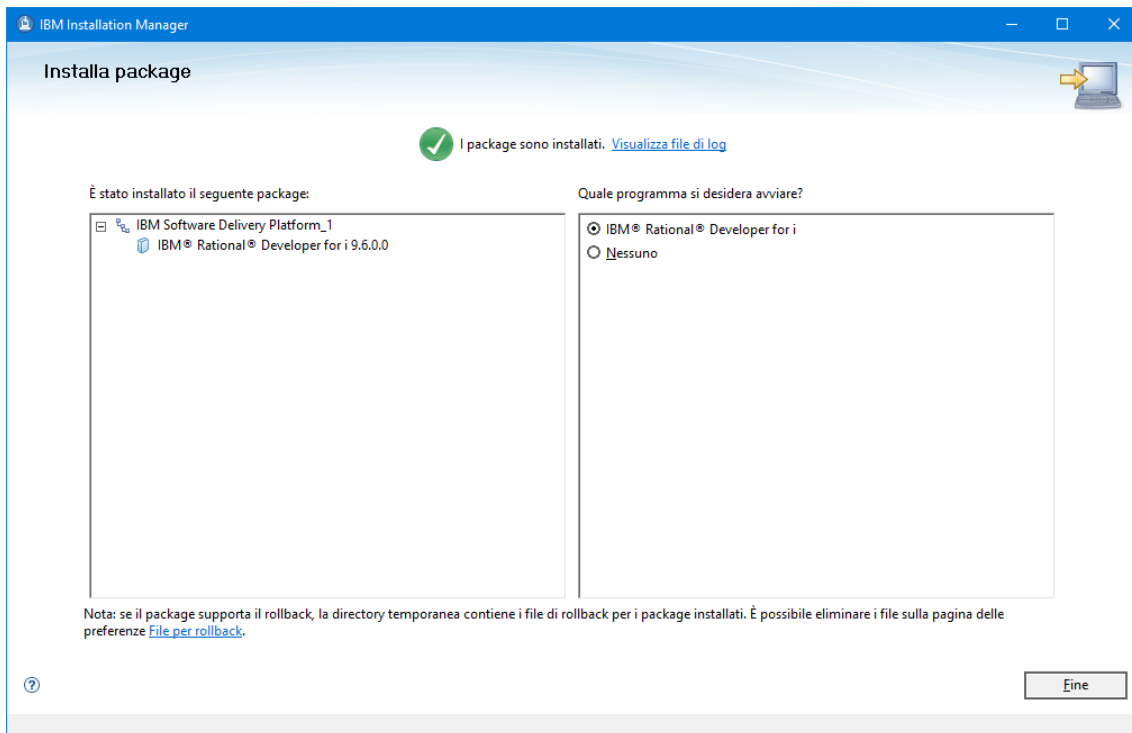 IBM Installation Manager
Installa package
I package sono installati. Visualizza file di log
È stato installato il seguente package:
IBM Software Delivery Platform_1
IBM® Rational® Developer for i 9.6.0.0
Quale programma si desidera avviare?
IBM® Rational® Developer for i
Nessuno
Nota: se il package supporta il rollback, la directory temporanea contiene i file di rollback per i package installati. È possibile eliminare i file sulla pagina delle
preferenze File per rollback.
?
Fine